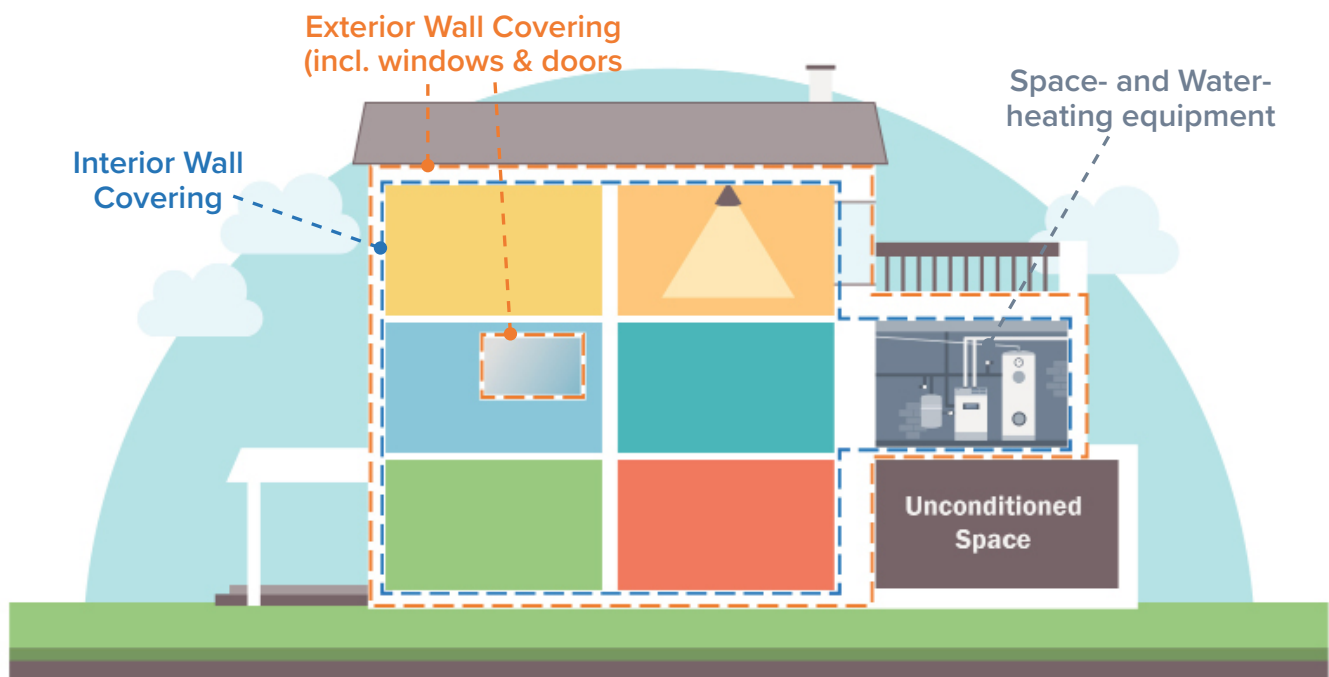 Exterior Wall Covering
(incl. windows & doors
Space- and Water-
heating equipment
Interior Wall
Covering
Unconditioned
Space